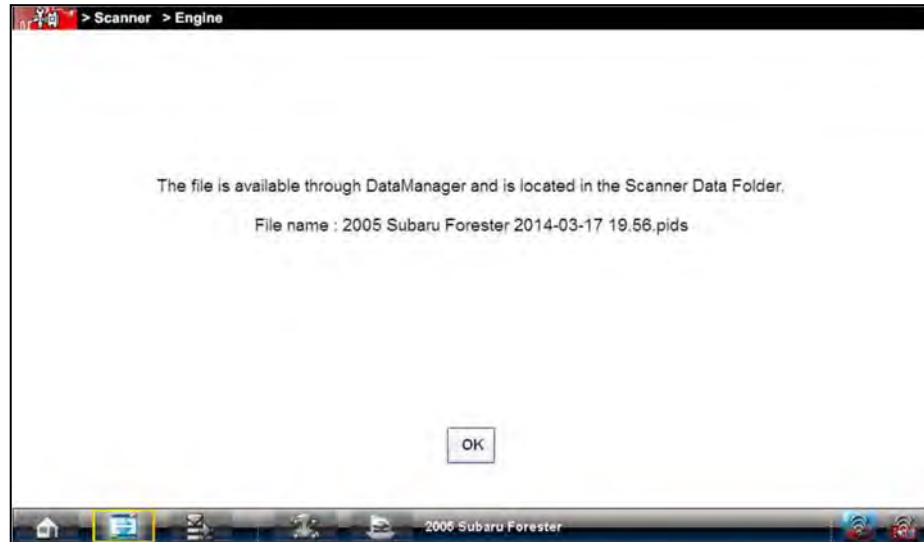 > Scanner > Engine
The file is available through DataManager and is located in the Scanner Data Folder.
File name : 2005 Subaru Forester 2014-03-17 19.56.pids
OK
2005 Subaru Forester